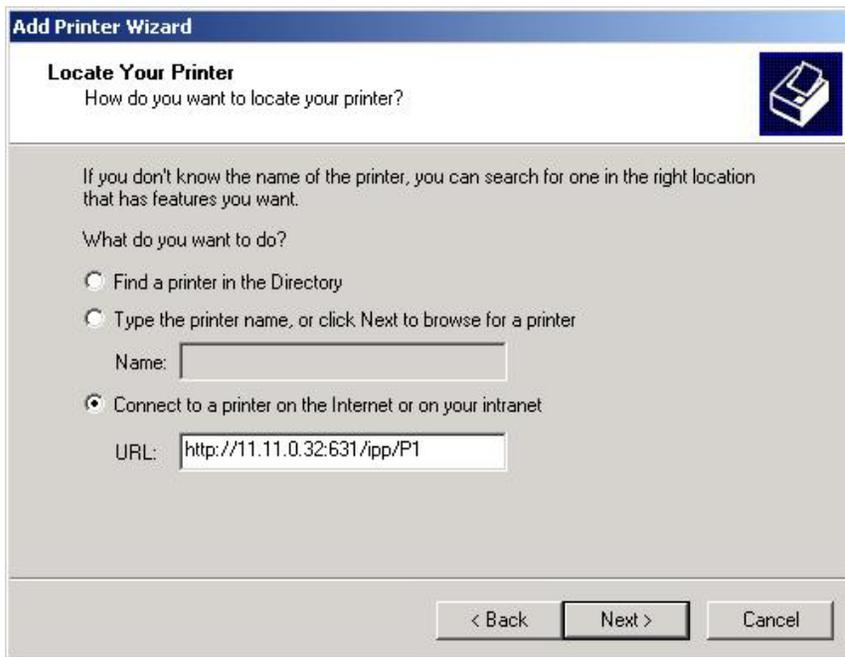 Add Printer Wizard
Locate Your Printer
How do you want to locate your printer?
If you don't know the name of the printer, you can search for one in the right location
that has features you want.
What do you want to do?
Find a printer in the Directory
Type the printer name, or click Next to browse for a printer
Name:
Connect to a printer on the Internet or on your intranet
URL: http://11.11.0.32:631/ipp/P1
< Back Next > Cancel